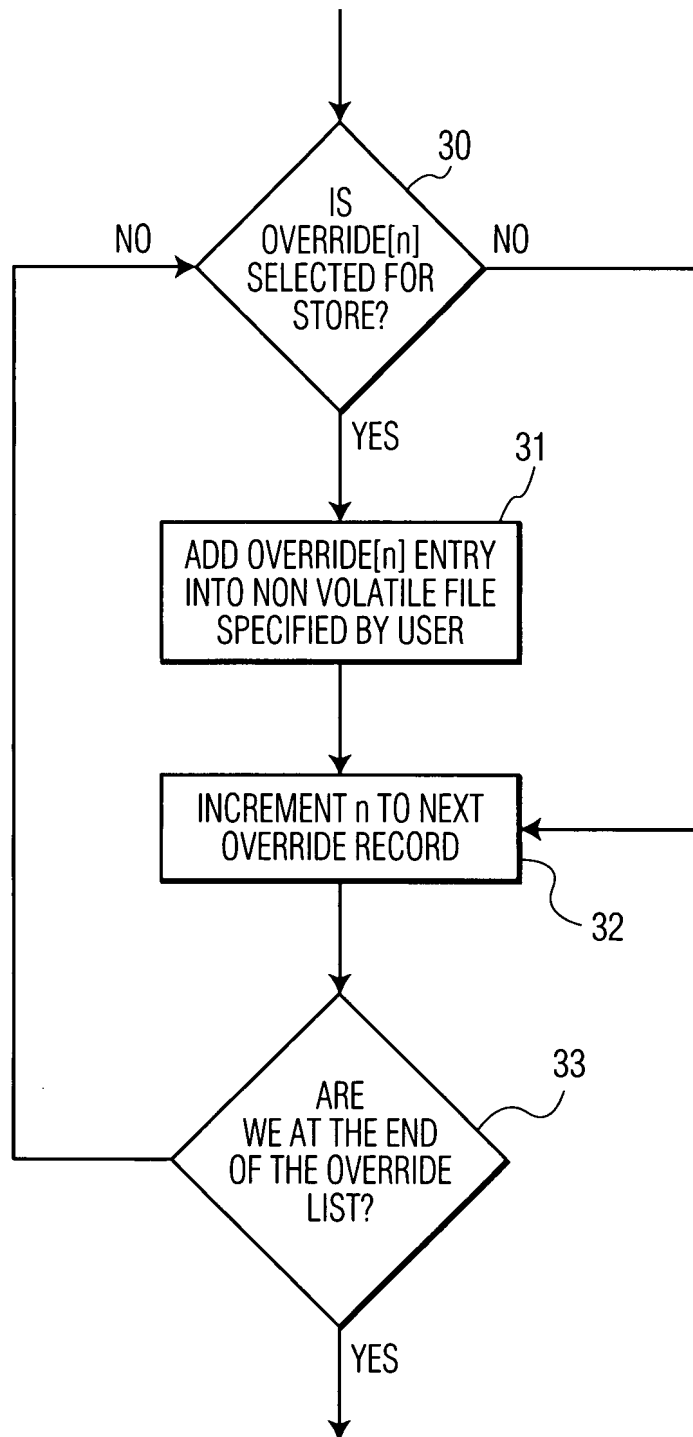 30
IS
OVERRIDE[n]
SELECTED FOR
STORE?
NO
NO
YES
31
ADD OVERRIDE[n] ENTRY
INTO NON VOLATILE FILE
SPECIFIED BY USER
INCREMENT n TO NEXT
OVERRIDE RECORD
32
33
ARE
WE AT THE END
OF THE OVERRIDE
LIST?
YES